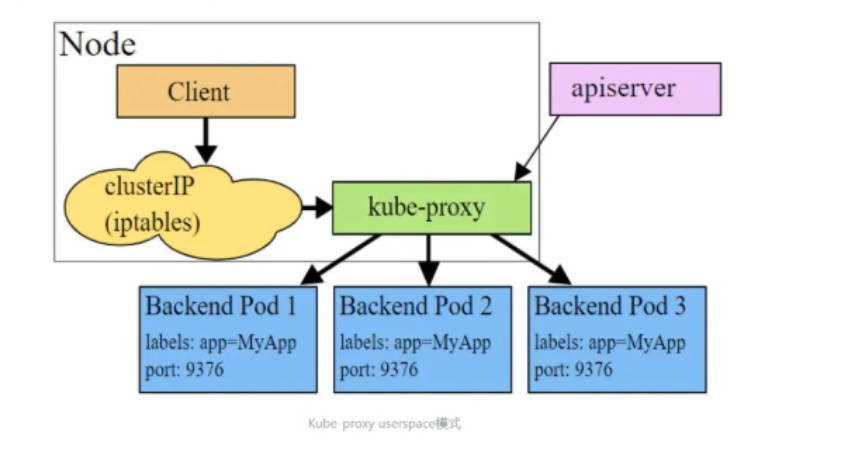 Node
Client
apiserver
clusterIP
(iptables)
kube-proxy
Backend Pod 1
labels: app=MyApp
port: 9376
Backend Pod 2
labels: app=MyApp
port: 9376
Backend Pod 3
labels: app=MyApp
port: 9376
Kube-proxy userspace模式